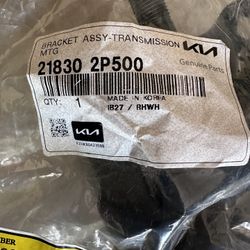 BRACKET ASSY-TRANSMISSION
MTG
KIA
Genuine Parts
21830 2P500
QTY:
1
MADE IN KOREA
IB27 / RHWH
KIA
BER